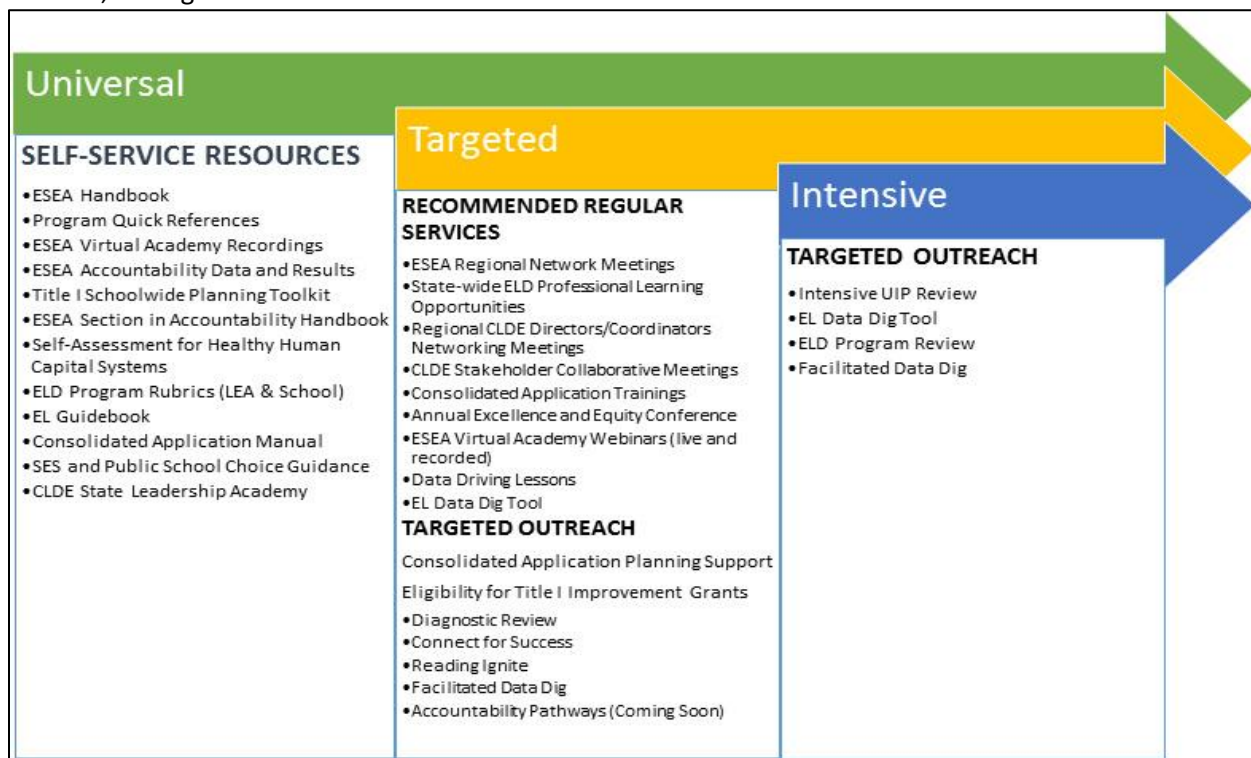 Universal
SELF-SERVICE RESOURCES
•ESEA Handbook
•Program Quick References
•ESEA Virtual Academy Recordings
•ESEA Accountability Data and Results
•Title I Schoolwide Planning Toolkit
•ESEA Section in Accountability Handbook
•Self-Assessment for Healthy Human
Capital Systems
•ELD Program Rubrics (LEA & School)
•EL Guidebook
•Consolidated Application Manual
•SES and Public School Choice Guidance
•CLDE State Leadership Academy
Targeted
RECOMMENDED REGULAR
SERVICES
•ESEA Regional Network Meetings
•State-wide ELD Professional Learning
Opportunities
•Regional CLDE Directors/Coordinators
Networking Meetings
•CLDE Stakeholder Collaborative Meetings
•Consolidated Application Trainings
•Annual Excellence and Equity Conference
•ESEA Virtual Academy Webinars (live and
recorded)
•Data Driving Lessons
•EL Data Dig Tool
TARGETED OUTREACH
Consolidated Application Planning Support
Eligibility for Title I Improvement Grants
•Diagnostic Review
•Connect for Success
•Reading Ignite
•Facilitated Data Dig
•Accountability Pathways (Coming Soon)
Intensive
TARGETED OUTREACH
•Intensive UIP Review
•EL Data Dig Tool
•ELD Program Review
•Facilitated Data Dig